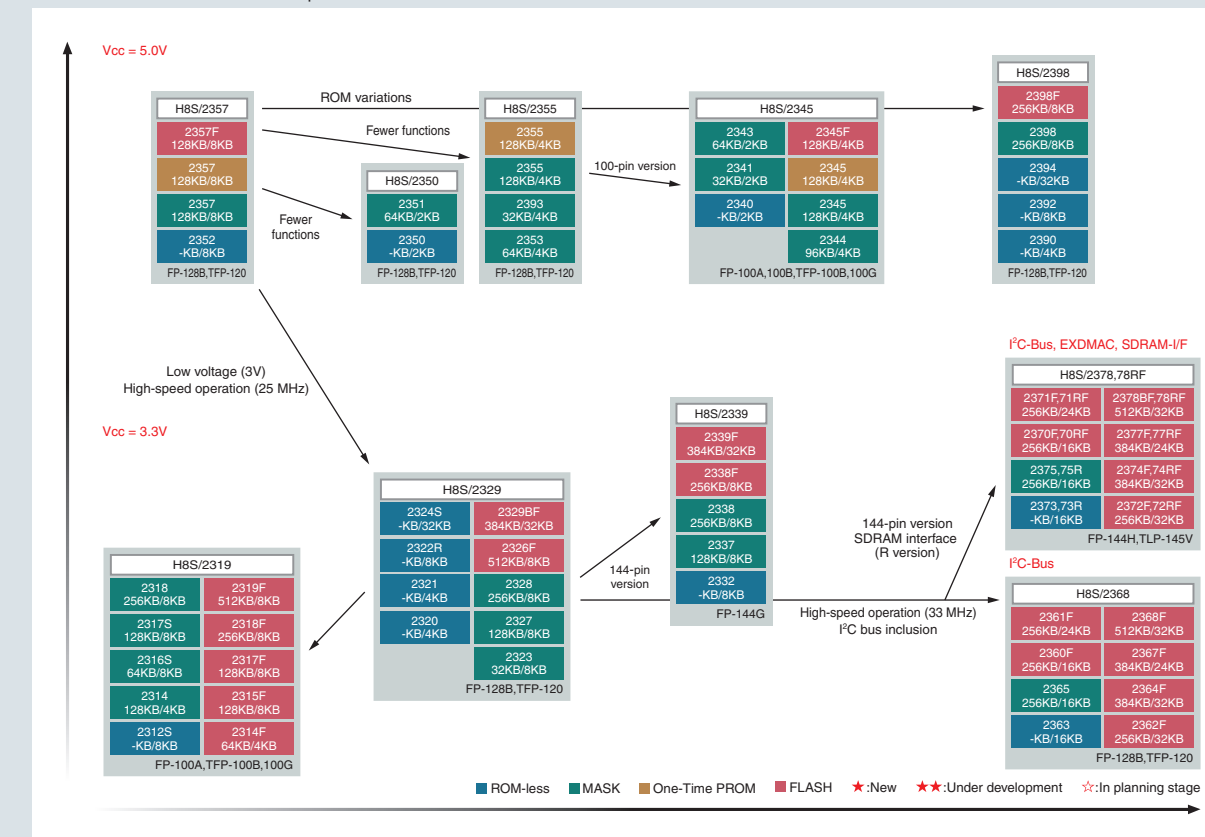 Vcc = 5.0V
H8S/2357
2357F
128KB/8KB
2357
128KB/8KB
2357
128KB/8KB
2352
-KB/8KB
FP-128B,TFP-120
ROM variations
Fewer functions
Fewer
functions
H8S/2350
2351
64KB/2KB
2350
-KB/2KB
FP-128B,TFP-120
H8S/2355
2355
128KB/4KB
2355
128KB/4KB
2393
32KB/4KB
2353
64KB/4KB
FP-128B,TFP-120
100-pin version
H8S/2345
2343
64KB/2KB
2341
32KB/2KB
2340
-KB/2KB
2345F
128KB/4KB
2345
128KB/4KB
2345
128KB/4KB
2344
96KB/4KB
FP-100A,100B,TFP-100B,100G
H8S/2398
2398F
256KB/8KB
2398
256KB/8KB
2394
-KB/32KB
2392
-KB/8KB
2390
-KB/4KB
FP-128B,TFP-120
Low voltage (3V)
High-speed operation (25 MHz)
Vcc = 3.3V
H8S/2319
2318
256KB/8KB
2317S
128KB/8KB
2316S
64KB/8KB
2314
128KB/4KB
2312S
-KB/8KB
2319F
512KB/8KB
2318F
256KB/8KB
2317F
128KB/8KB
2315F
128KB/8KB
2314F
64KB/4KB
FP-100A,TFP-100B,100G
H8S/2329
2324S
-KB/32KB
2322R
-KB/8KB
2321
-KB/4KB
2320
-KB/4KB
2329BF
384KB/32KB
2326F
512KB/8KB
2328
256KB/8KB
2327
128KB/8KB
2323
32KB/8KB
FP-128B,TFP-120
144-pin
version
H8S/2339
2339F
384KB/32KB
2338F
256KB/8KB
2338
256KB/8KB
2337
128KB/8KB
2332
-KB/8KB
FP-144G
144-pin version
SDRAM interface
(R version)
High-speed operation (33 MHz)
I²C bus inclusion
I²C-Bus, EXDMAC, SDRAM-I/F
H8S/2378,78RF
2371F,71RF
256KB/24KB
2370F,70RF
256KB/16KB
2375,75R
256KB/16KB
2373,73R
-KB/16KB
2378BF,78RF
512KB/32KB
2377F,77RF
384KB/24KB
2374F,74RF
384KB/32KB
2372F,72RF
256KB/32KB
FP-144H,TLP-145V
I²C-Bus
H8S/2368
2361F
256KB/24KB
2360F
256KB/16KB
2365
256KB/16KB
2363
-KB/16KB
2368F
512KB/32KB
2367F
384KB/24KB
2364F
384KB/32KB
2362F
256KB/32KB
FP-128B,TFP-120
ROM-less MASK One-Time PROM FLASH ★:New ★★:Under development ☆:In planning stage